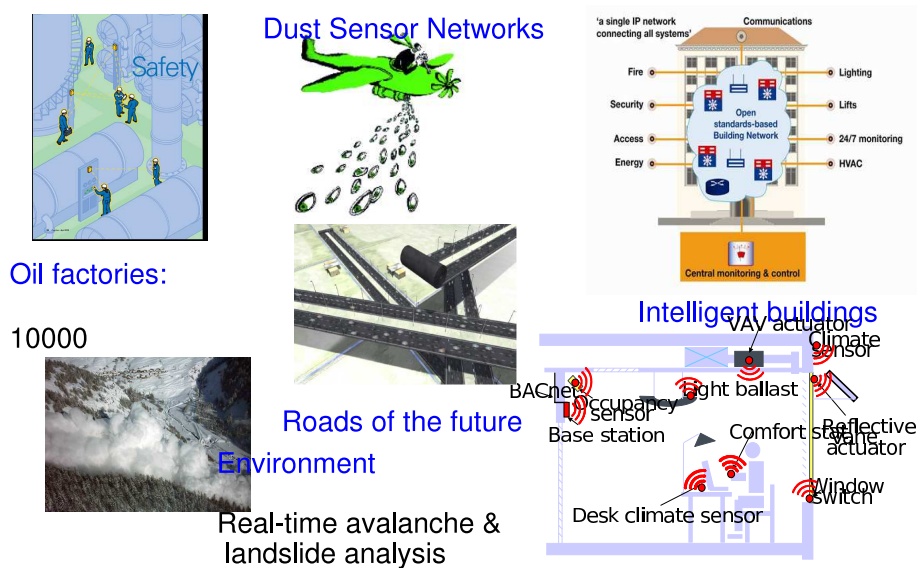 Dust Sensor Networks
Safety
'a single IP network
connecting all systems'
Communications
Fire
Security
Access
Energy
Open
standards-based
Building Network
Lighting
Lifts
24/7 monitoring
HVAC
Central monitoring & control
Oil factories:
10000
Roads of the future
Environment
Real-time avalanche &
landslide analysis
Intelligent buildings
VAV actuator
Climate
sensor
BACnet
Occupancy
sensor
Light ballast
Base station
Comfort stat
Reflective
Vane
actuator
Window
switch
Desk climate sensor